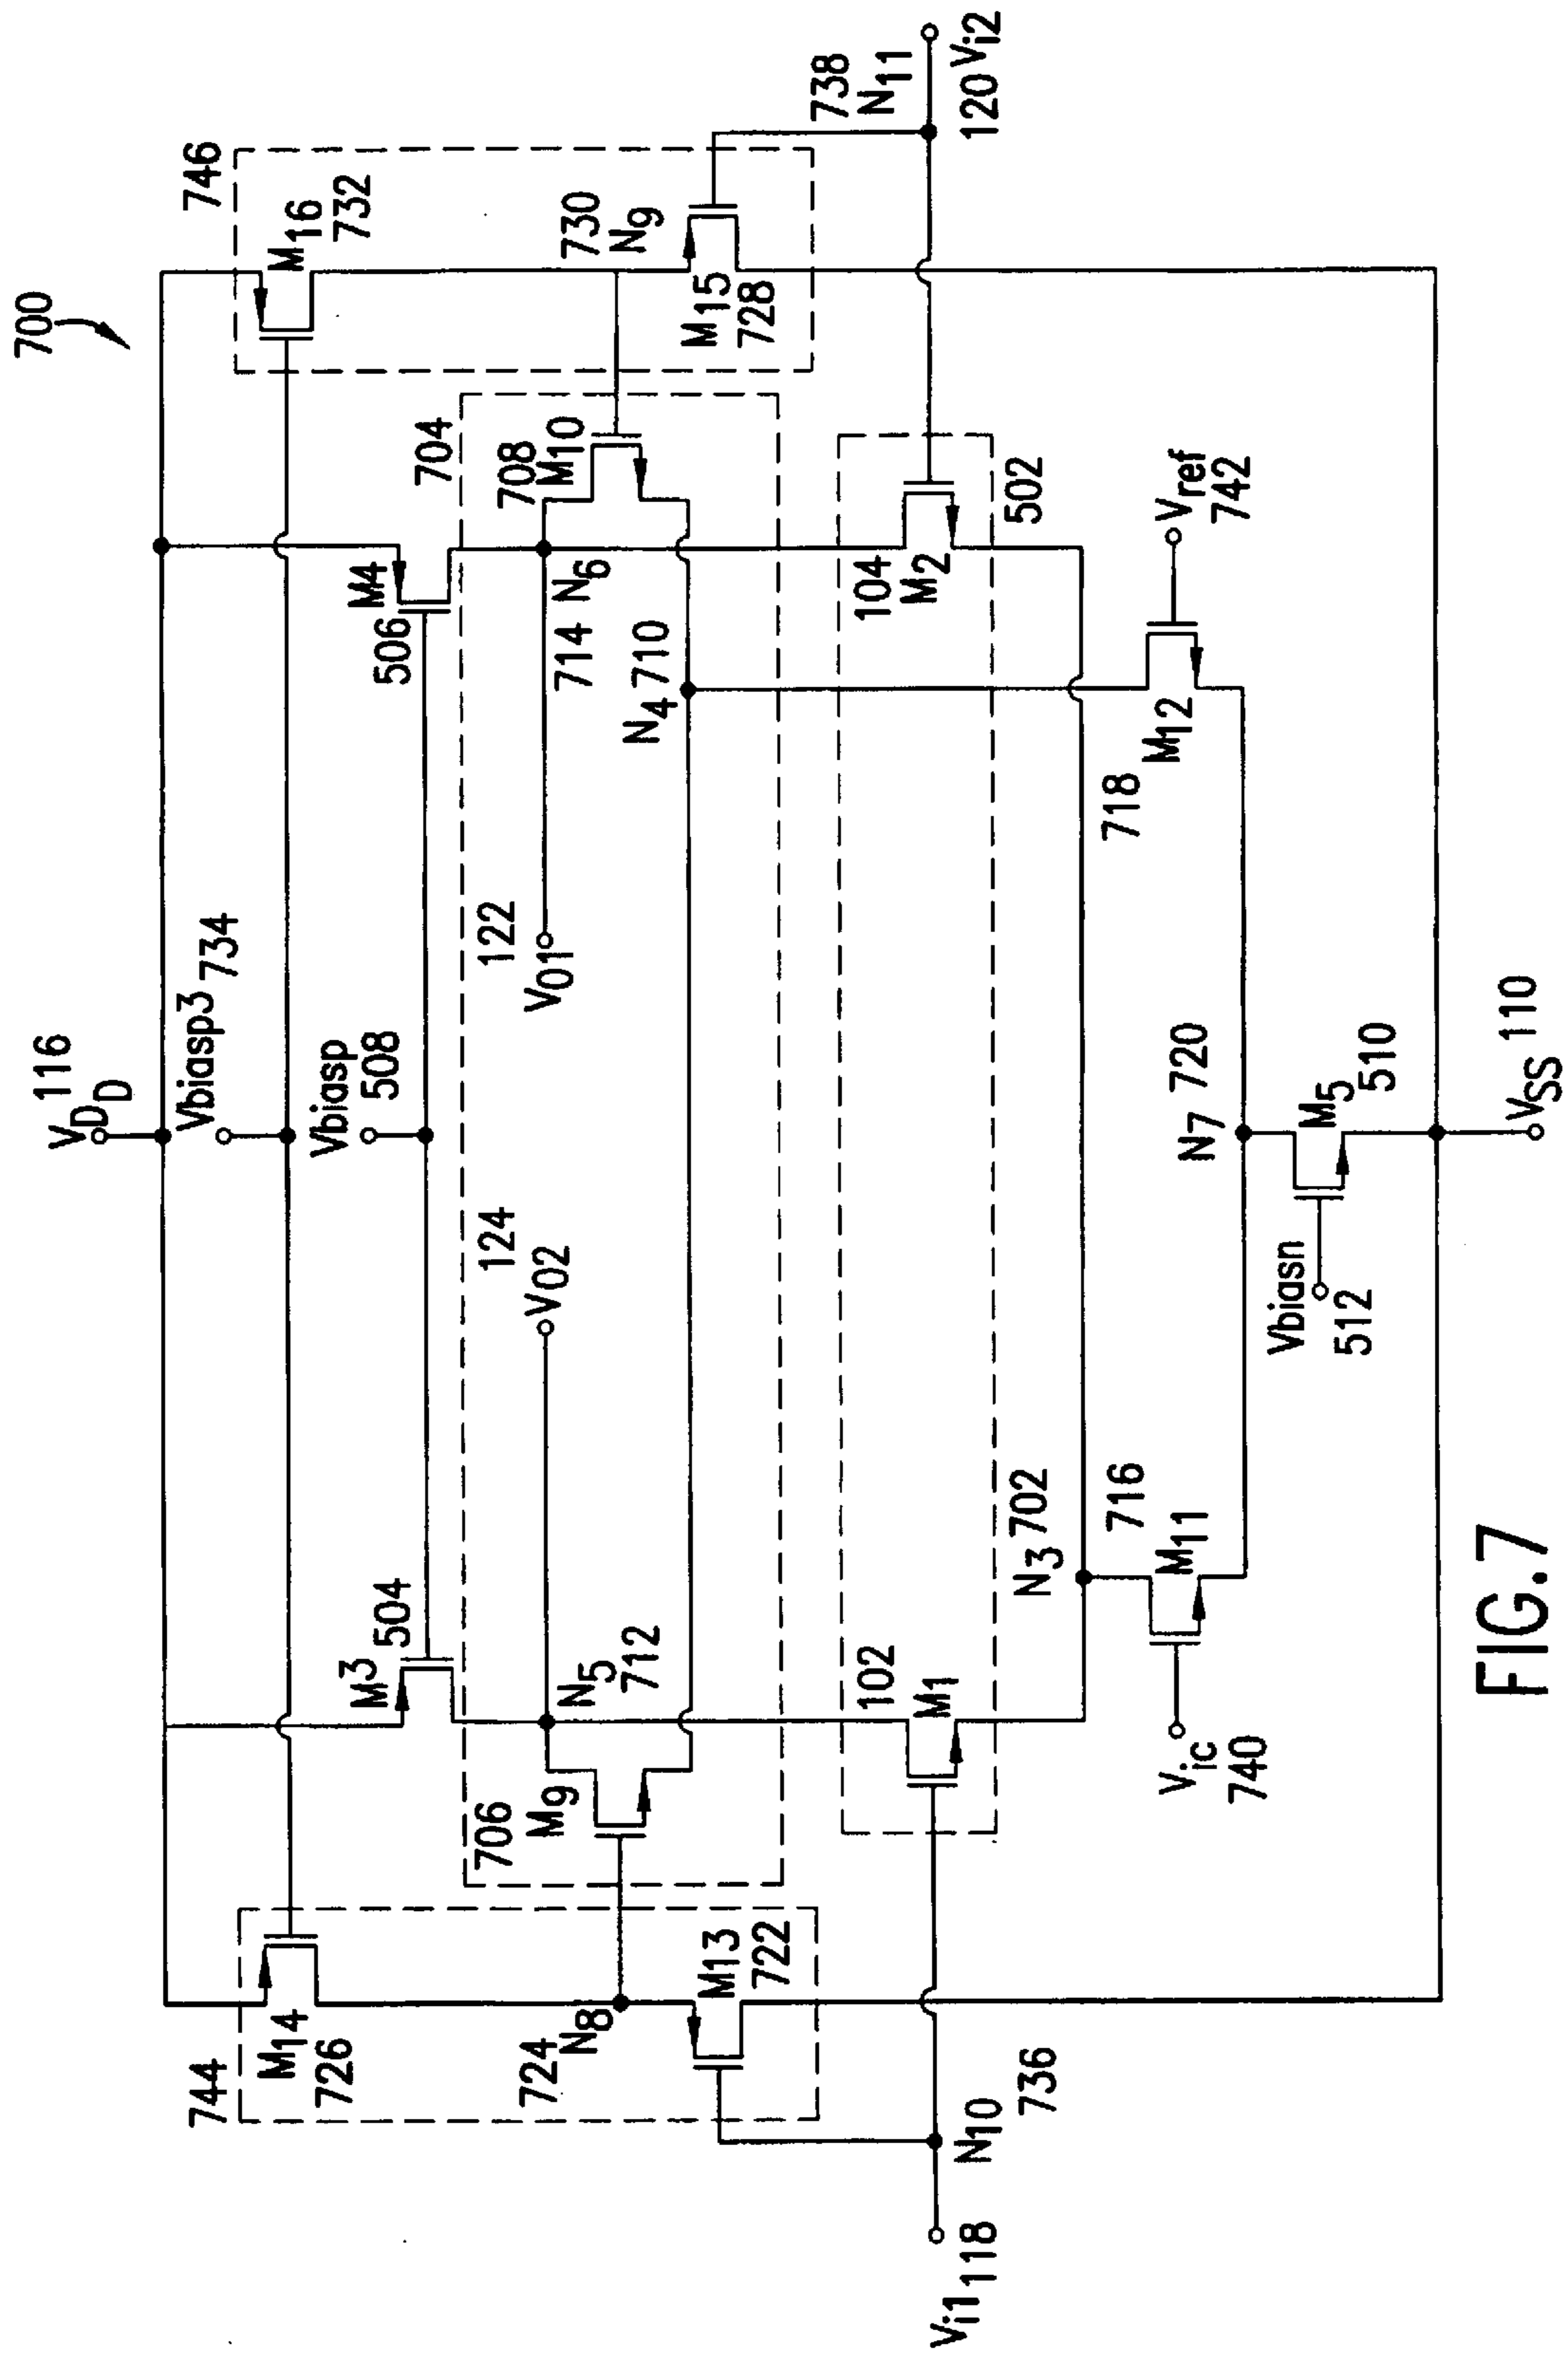 700
VDD 116
Vbiasp3
734
Vbiasp
508
744
M14
726
746
M16
732
M3
504
M4
506
704
706
M9
708
M10
124
V02
122
V01
N5
712
714
N6
724
N8
M13
722
N4 710
730
N9
M15
728
738
N11
120 Vi2
Vi1 118
N10
736
102
M1
104
M2
502
N3 702
716
M11
Vic
740
718
M12
Vref
742
N7 720
Vbiasn
512
M5
510
VSS 110
FIG.7